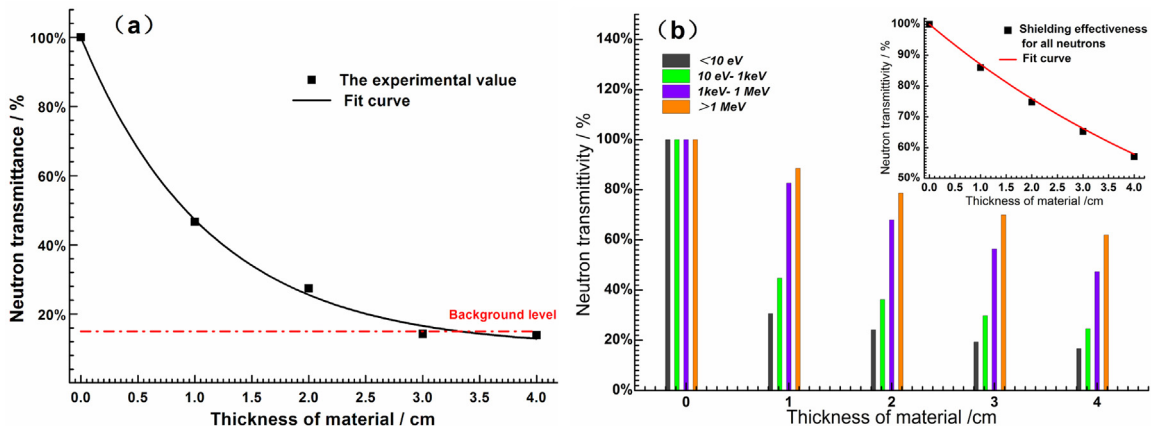 (a)
100%
80%
60%
40%
20%
Neutron transmittance / %
The experimental value
Fit curve
Background level
0.0 0.5 1.0 1.5 2.0 2.5 3.0 3.5 4.0
Thickness of material /cm
(b)
140%
120%
100%
80%
60%
40%
20%
0%
Neutron transmittivity / %
<10 eV
10 eV- 1keV
1keV- 1 MeV
>1 MeV
0 1 2 3 4
Thickness of material /cm
100%
90%
80%
70%
60%
50%
Neutron transmittivity / %
Shielding effectiveness
for all neutrons
Fit curve
0.0 0.5 1.0 1.5 2.0 2.5 3.0 3.5 4.0
Thickness of material /cm